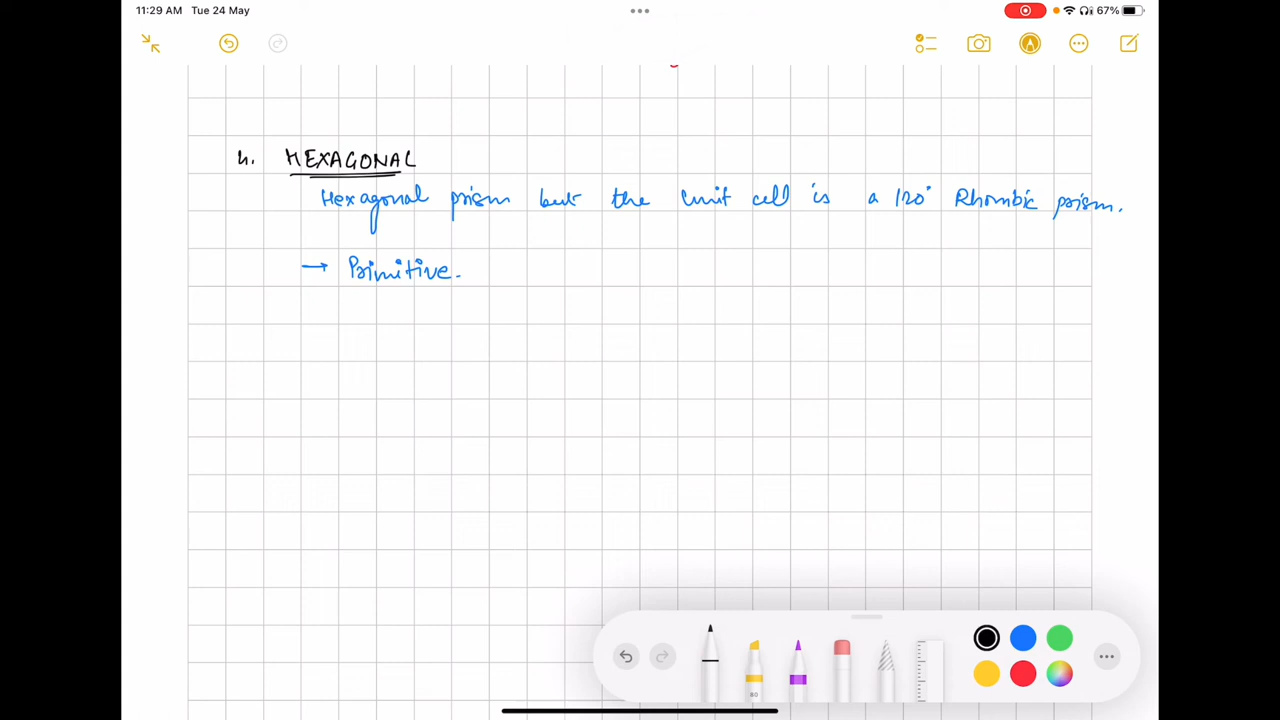 11:29 AM Tue 24 May
67%
4. HEXAGONAL
Hexagonal prism but the unit cell is a 120° Rhombic prism.
→ Primitive.
80